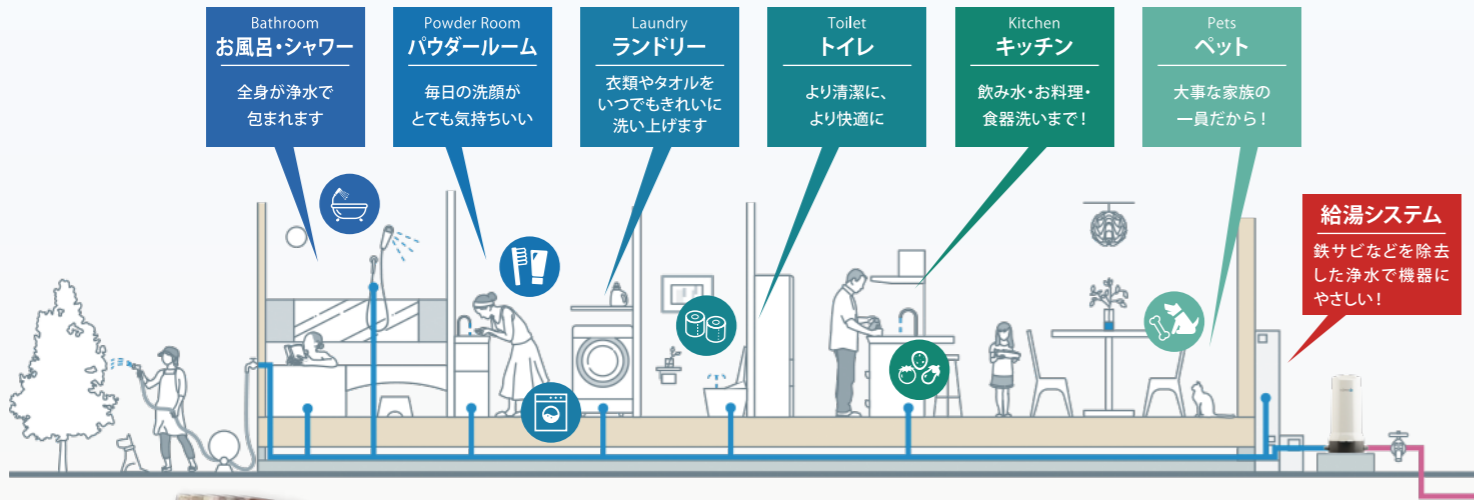 Bathroom
お風呂・シャワー
全身が浄水で
包まれます
Powder Room
パウダールーム
毎日の洗顔が
とても気持ちいい
Laundry
ランドリー
衣類やタオルを
いつでもきれいに
洗い上げます
Toilet
トイレ
より清潔に、
より快適に
Kitchen
キッチン
飲み水・お料理・
食器洗いまで！
Pets
ペット
大事な家族の
一員だから！
給湯システム
鉄サビなどを除去
した浄水で機器に
やさしい！